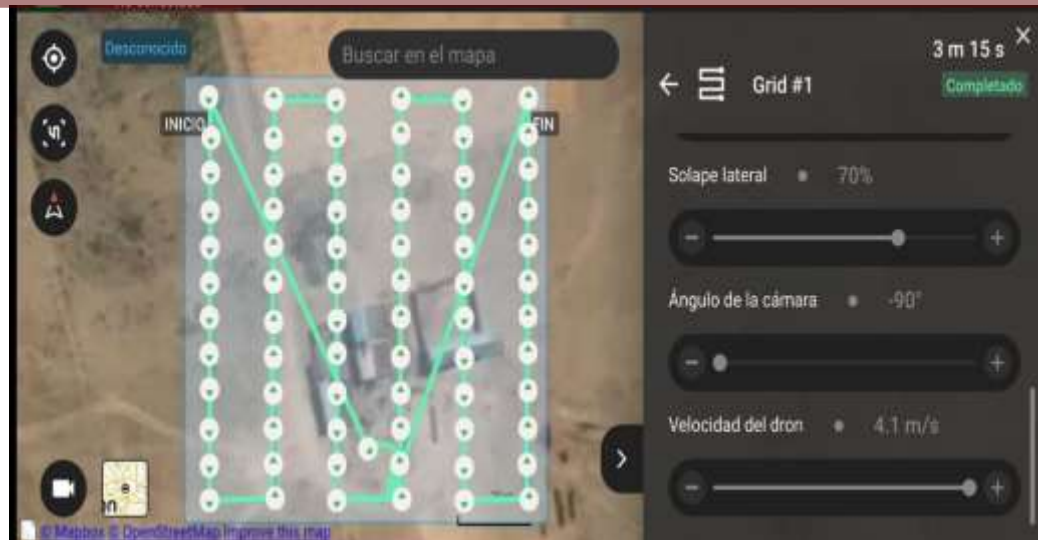 Desconocido
Buscar en el mapa
INICIO
FIN
© Mapbox © OpenStreetMap Improve this map
3 m 15 s
Grid #1
Completado
Solape lateral 70%
Ángulo de la cámara -90°
Velocidad del dron 4.1 m/s